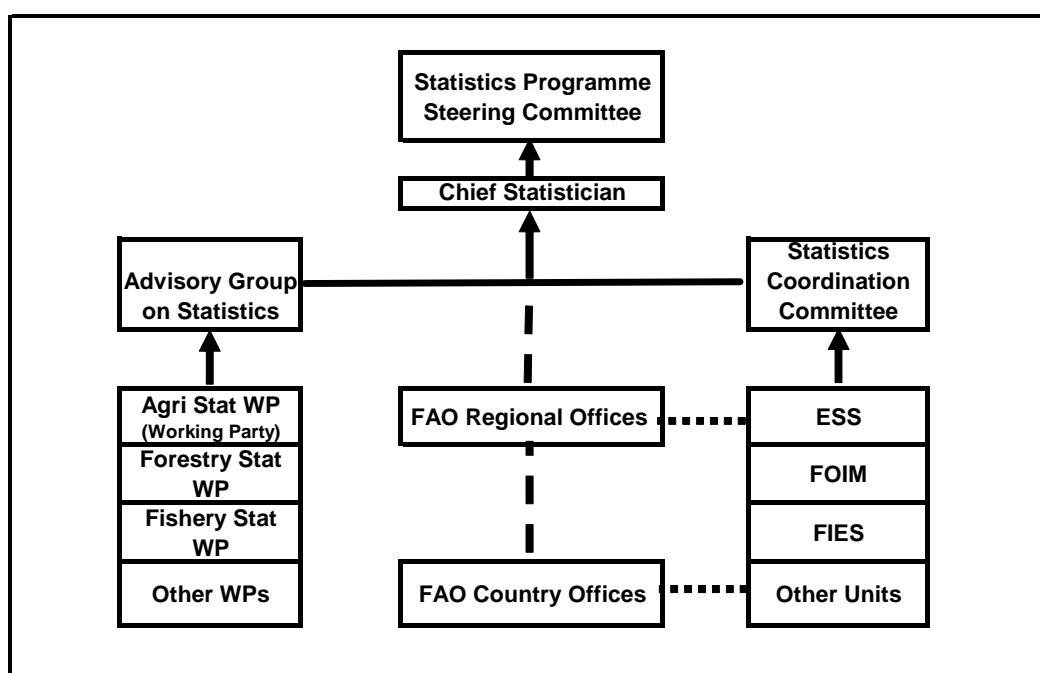 Statistics Programme
Steering Committee
Chief Statistician
Advisory Group
on Statistics
Statistics
Coordination
Committee
Agri Stat WP
(Working Party)
Forestry Stat
WP
Fishery Stat
WP
Other WPs
FAO Regional Offices
FAO Country Offices
ESS
FOIM
FIES
Other Units